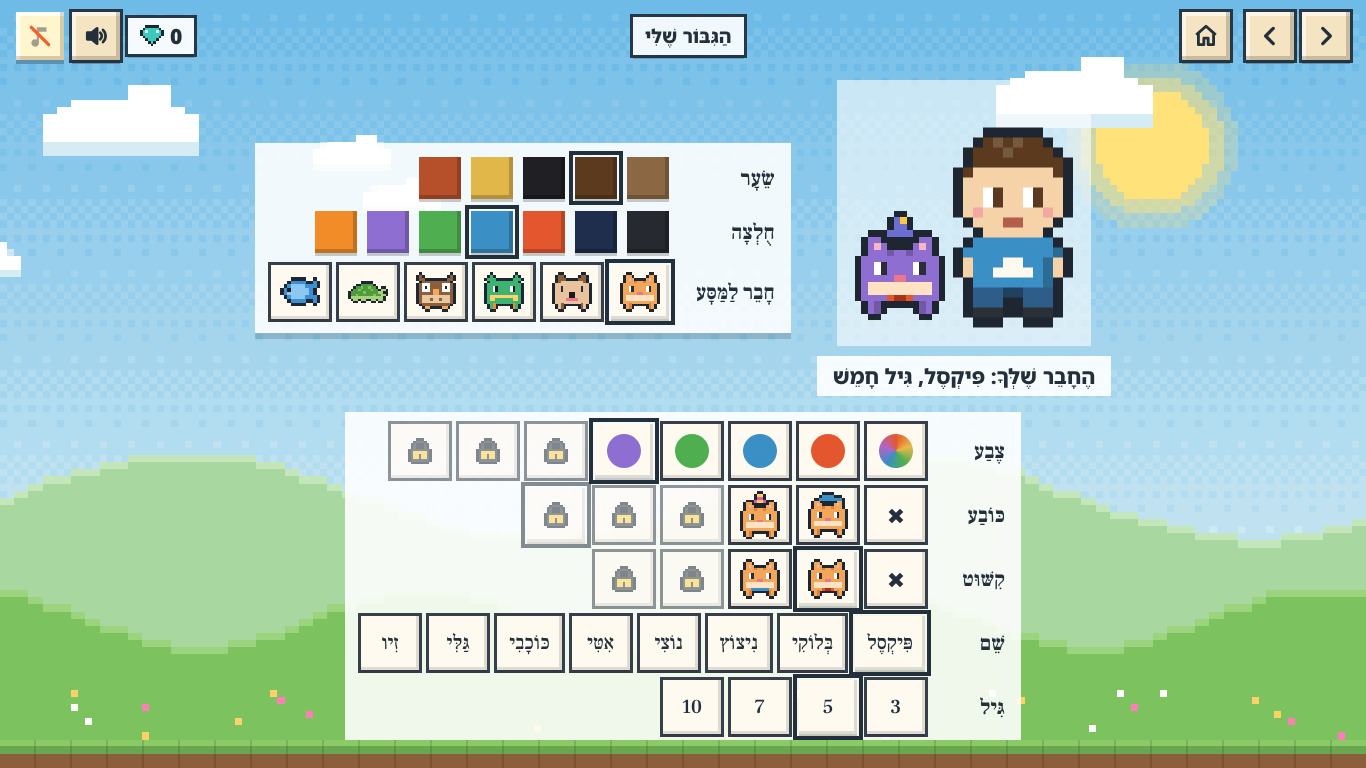 0
הַגִּבּוֹר שֶׁלִּי
שֵׂעָר
חֻלְצָה
חָבֵר לַמַּסָּע
הֶחָבֵר שֶׁלְּךָ: פִּיקְסֶל, גִּיל חָמֵשׁ
צֶבַע
כּוֹבַע
קִשּׁוּט
שֵׁם
פִּיקְסֶל
בְּלוֹקִי
נִיצוֹץ
נוֹצִי
אִטִּי
כּוֹכָבִי
גַּלִּי
זִיו
גִּיל
3
5
7
10